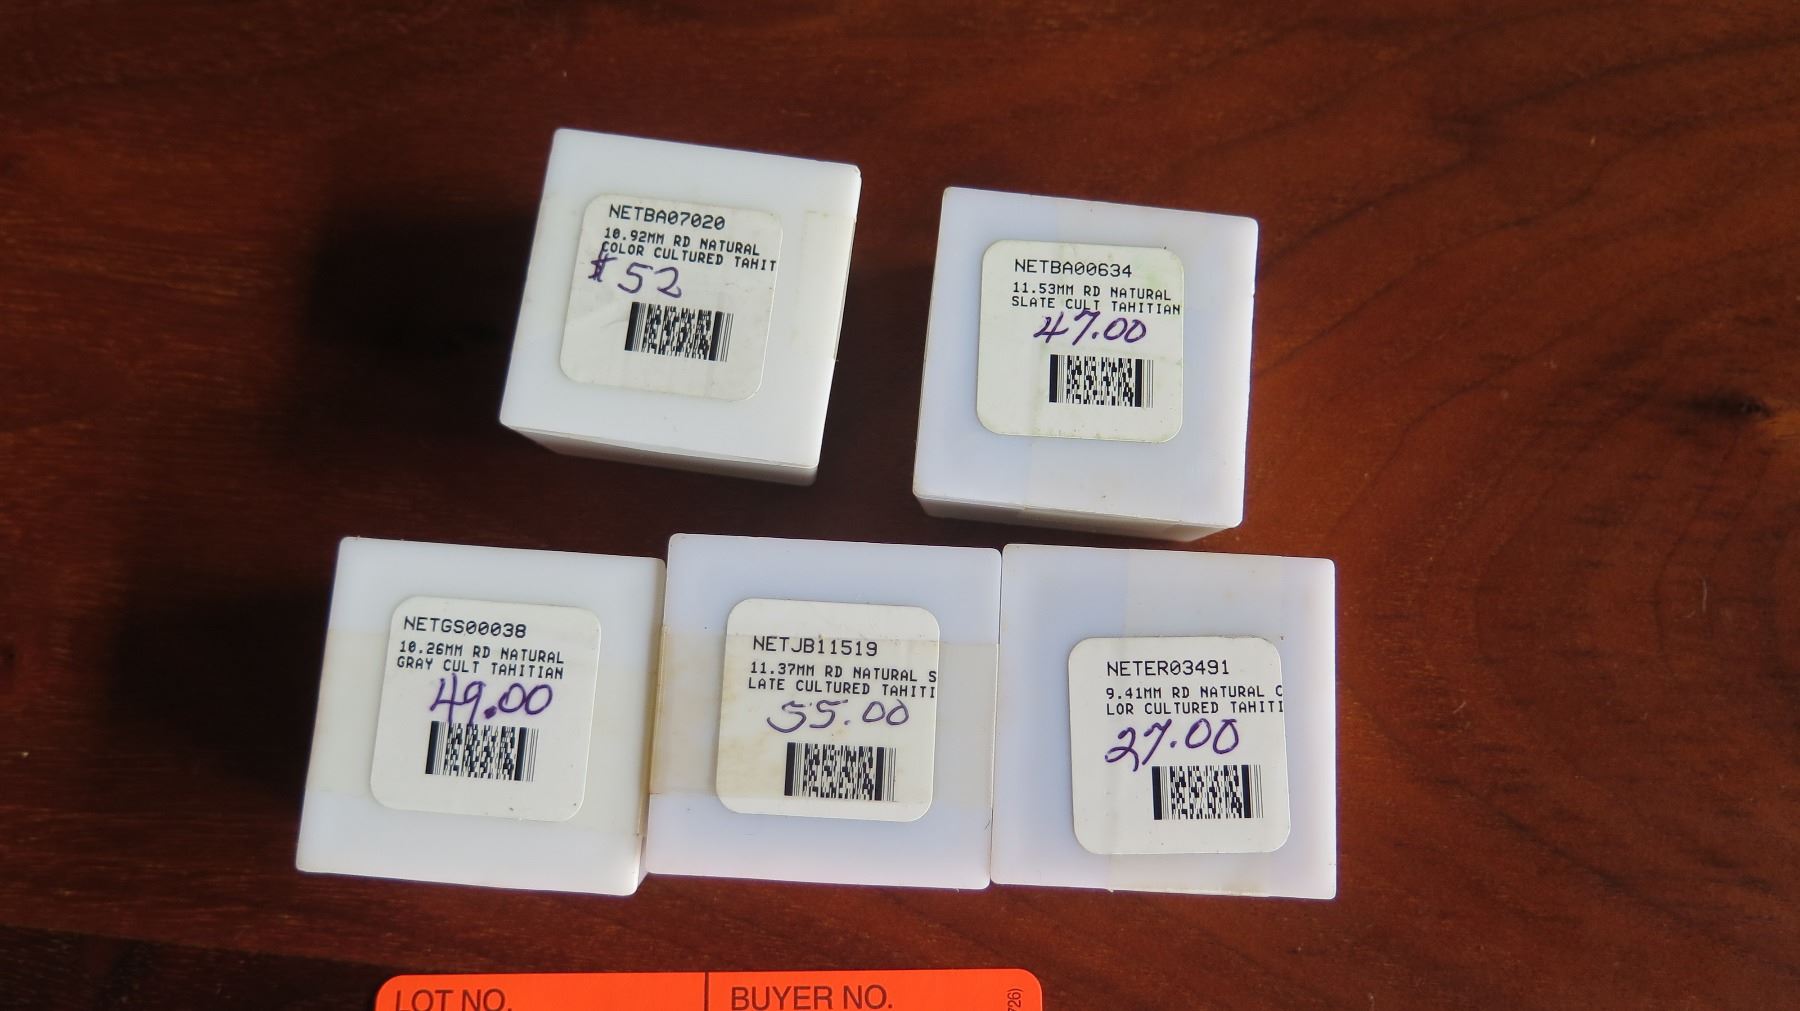 NETBA07020
10.92MM RD NATURAL
COLOR CULTURED TAHIT
$52
NETBA00634
11.53MM RD NATURAL
SLATE CULT TAHITIAN
47.00
NETGS00038
10.26MM RD NATURAL
GRAY CULT TAHITIAN
49.00
NETJB11519
11.37MM RD NATURAL S
LATE CULTURED TAHITI
55.00
NETER03491
9.41MM RD NATURAL C
LOR CULTURED TAHITI
27.00
LOT NO.
BUYER NO.
726)